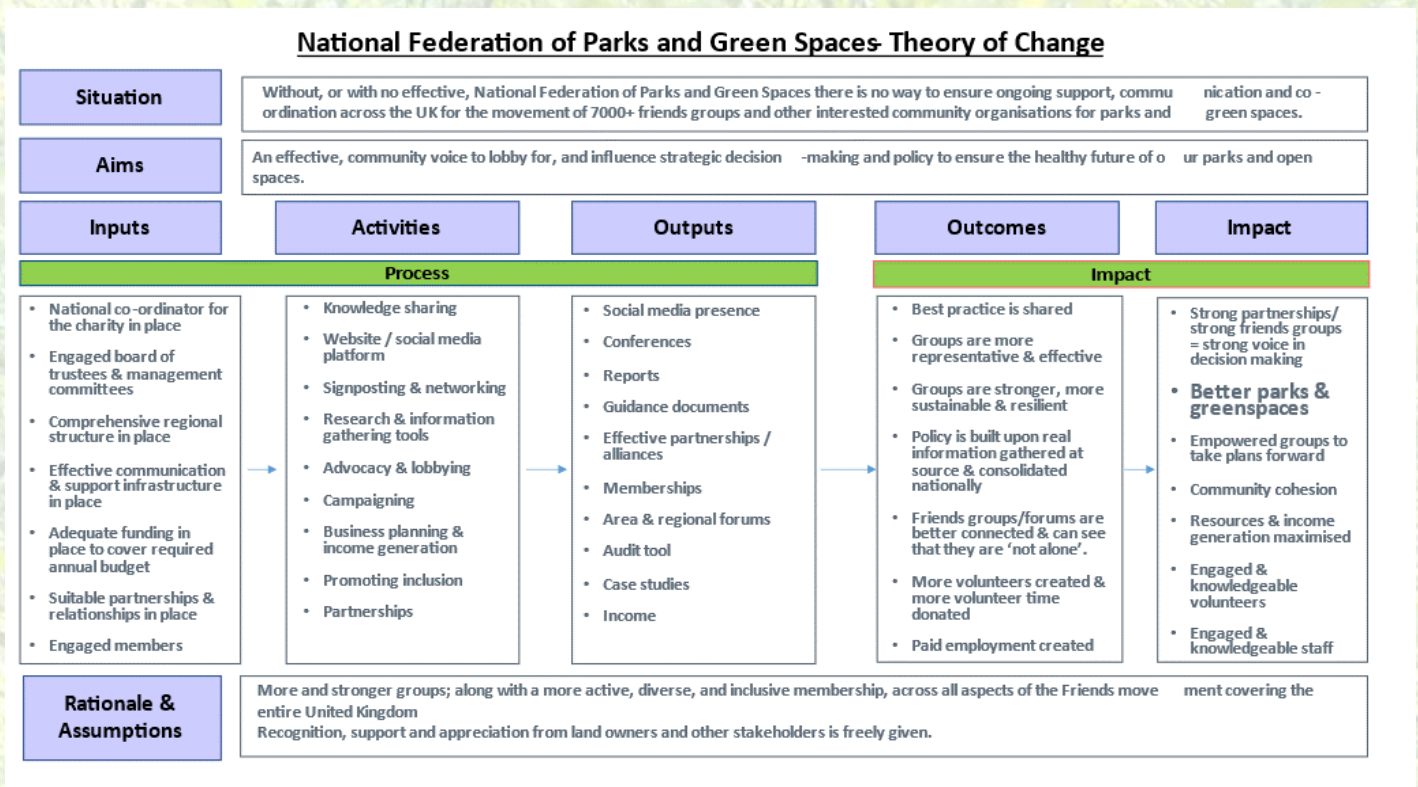 National Federation of Parks and Green Spaces- Theory of Change
Situation
Without, or with no effective, National Federation of Parks and Green Spaces there is no way to ensure ongoing support, commu nication and co -
ordination across the UK for the movement of 7000+ friends groups and other interested community organisations for parks and green spaces.
Aims
An effective, community voice to lobby for, and influence strategic decision -making and policy to ensure the healthy future of o ur parks and open
spaces.
Inputs
Activities
Outputs
Outcomes
Impact
Process
Impact
• National co-ordinator for
the charity in place
• Engaged board of
trustees & management
committees
• Comprehensive regional
structure in place
• Effective communication
& support infrastructure
in place
• Adequate funding in
place to cover required
annual budget
• Suitable partnerships &
relationships in place
• Engaged members
• Knowledge sharing
• Website / social media
platform
• Signposting & networking
• Research & information
gathering tools
• Advocacy & lobbying
• Campaigning
• Business planning &
income generation
• Promoting inclusion
• Partnerships
• Social media presence
• Conferences
• Reports
• Guidance documents
• Effective partnerships /
alliances
• Memberships
• Area & regional forums
• Audit tool
• Case studies
• Income
• Best practice is shared
• Groups are more
representative & effective
• Groups are stronger, more
sustainable & resilient
• Policy is built upon real
information gathered at
source & consolidated
nationally
• Friends groups/forums are
better connected & can see
that they are ‘not alone’.
• More volunteers created &
more volunteer time
donated
• Paid employment created
• Strong partnerships/
strong friends groups
= strong voice in
decision making
• Better parks &
greenspaces
• Empowered groups to
take plans forward
• Community cohesion
• Resources & income
generation maximised
• Engaged &
knowledgeable
volunteers
• Engaged &
knowledgeable staff
Rationale &
Assumptions
More and stronger groups; along with a more active, diverse, and inclusive membership, across all aspects of the Friends move ment covering the
entire United Kingdom
Recognition, support and appreciation from land owners and other stakeholders is freely given.